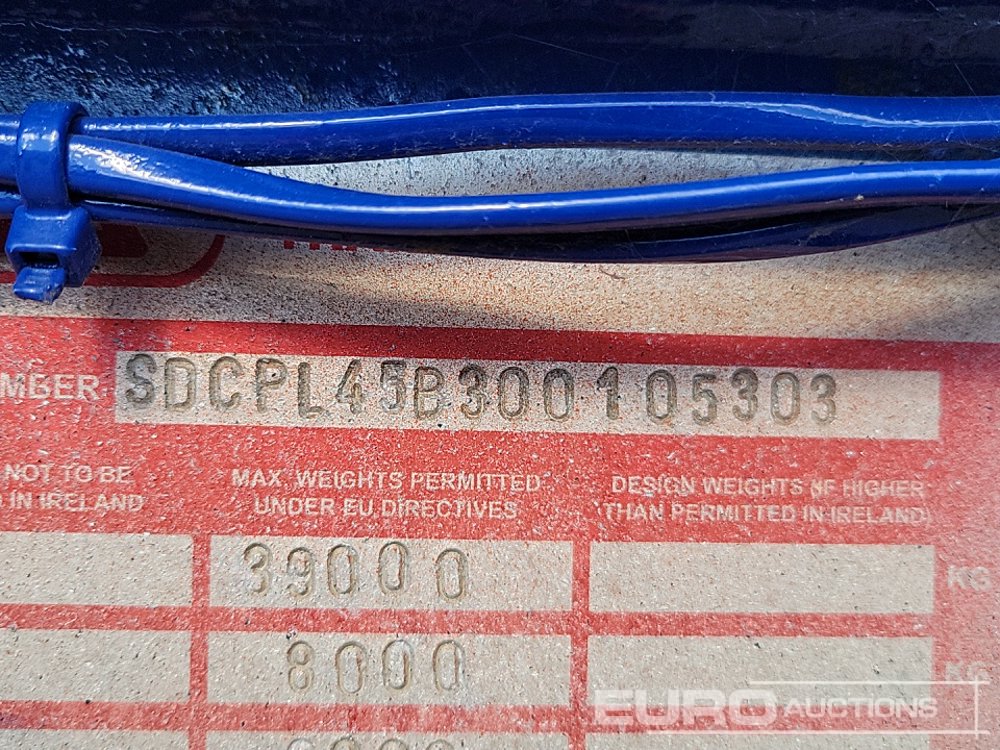 MBER SDCPL45B300105303
NOT TO BE MAX. WEIGHTS PERMITTED DESIGN WEIGHTS (IF HIGHER
IN IRELAND UNDER EU DIRECTIVES THAN PERMITTED IN IRELAND)
39000 KG
8000 KG
EURO AUCTIONS